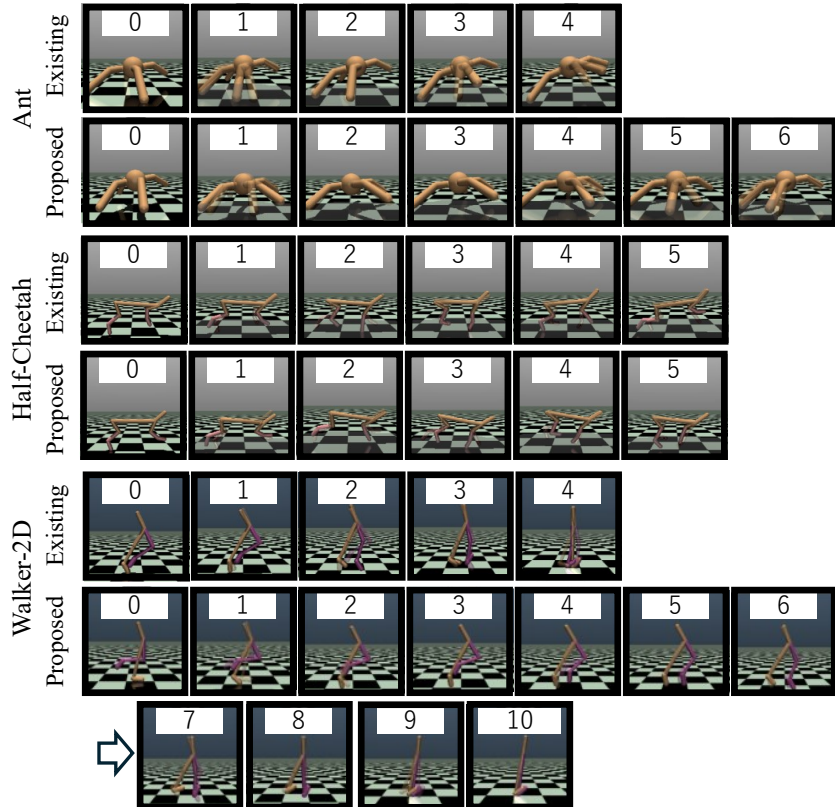 Ant
Existing
0 1 2 3 4
Proposed
0 1 2 3 4 5 6
Half-Cheetah
Existing
0 1 2 3 4 5
Proposed
0 1 2 3 4 5
Walker-2D
Existing
0 1 2 3 4
Proposed
0 1 2 3 4 5 6
7 8 9 10